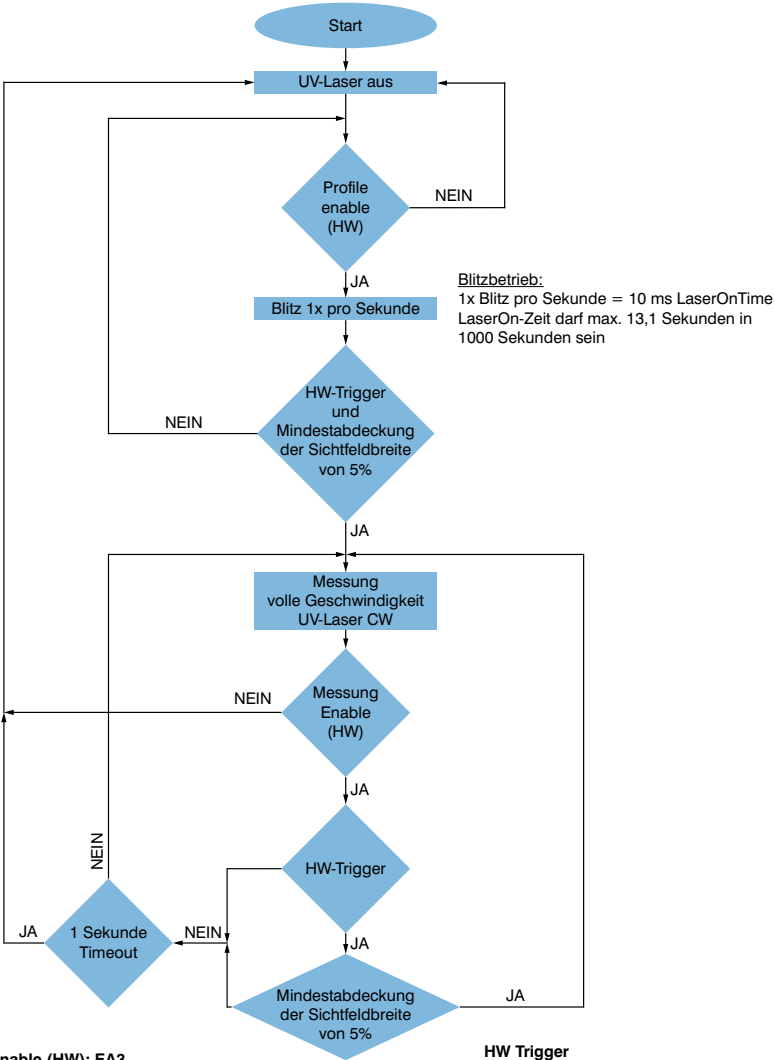 Start
UV-Laser aus
Profile
enable
(HW)
NEIN
JA
Blitz 1x pro Sekunde
Blitzbetrieb:
1x Blitz pro Sekunde = 10 ms LaserOnTime
LaserOn-Zeit darf max. 13,1 Sekunden in
1000 Sekunden sein
HW-Trigger
und
Mindestabdeckung
der Sichtfeldbreite
von 5%
NEIN
JA
Messung
volle Geschwindigkeit
UV-Laser CW
Messung
Enable
(HW)
NEIN
JA
HW-Trigger
NEIN
JA
1 Sekunde
Timeout
JA
NEIN
Mindestabdeckung
der Sichtfeldbreite
von 5%
JA
(HW): EA3
HW Trigger